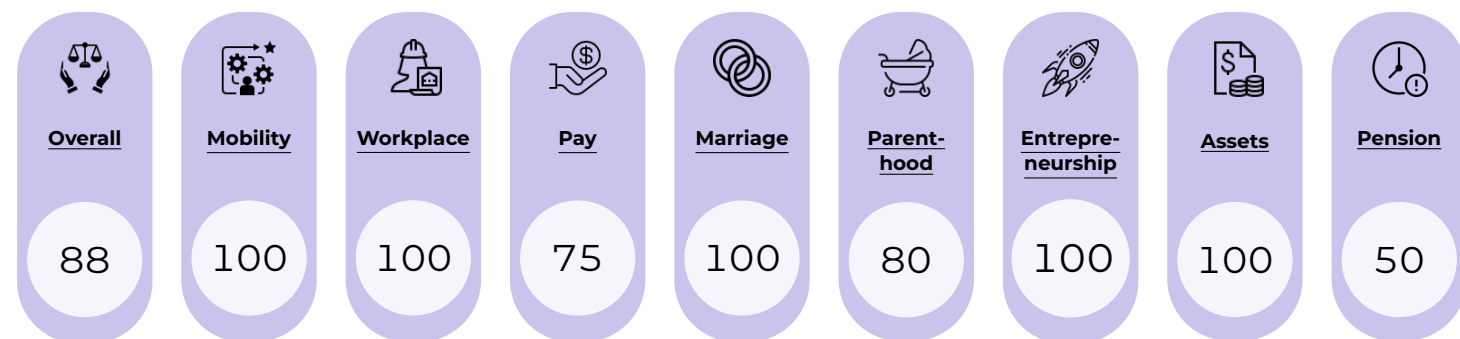 Overall
Mobility
Workplace
Pay
Marriage
Parent-
hood
Entrepre-
neurship
Assets
Pension
88
100
100
75
100
80
100
100
50